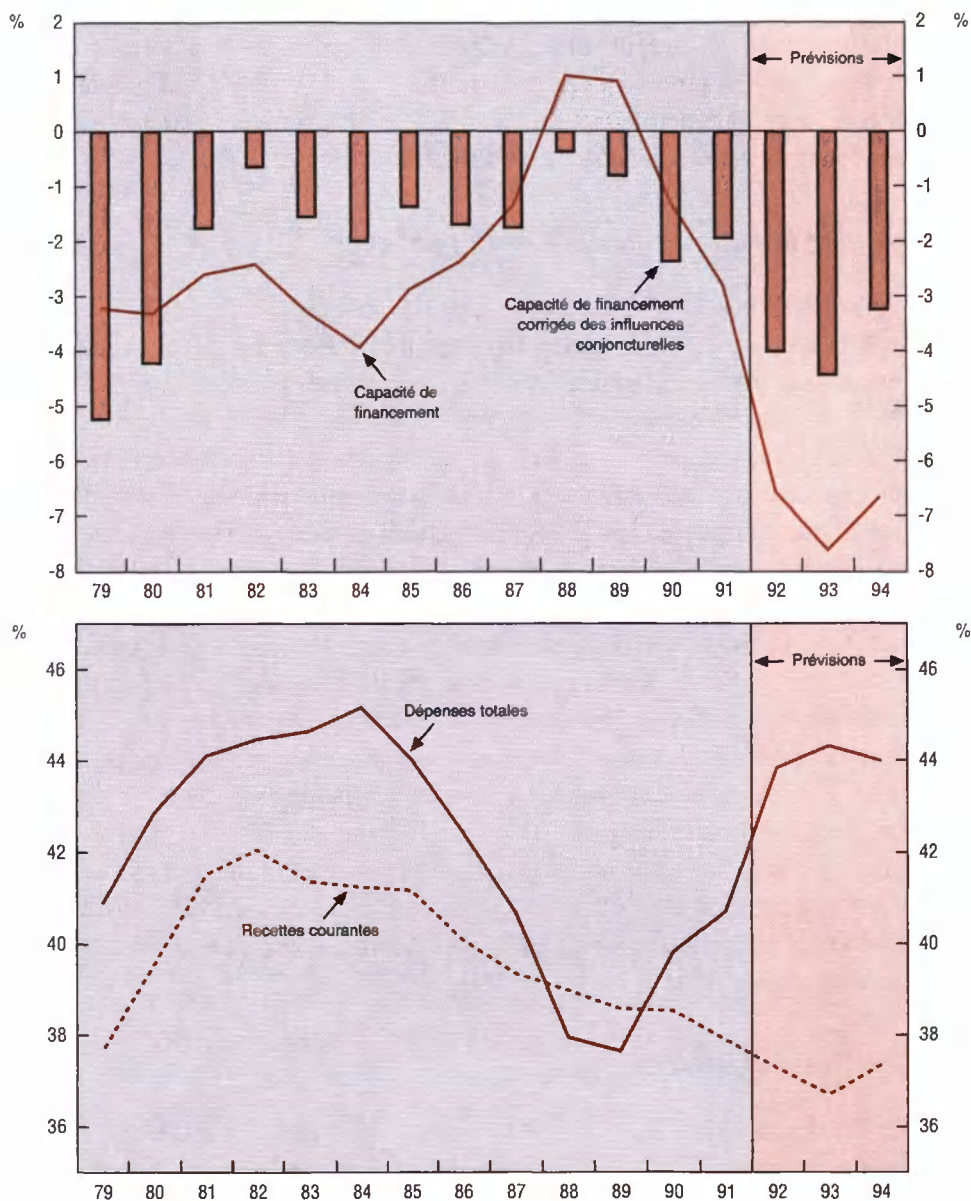 % 2 2 %
← Prévisions →
1 1
0 0
-1 -1
-2 -2
-3 -3
Capacité de financement
corrigée des influences
conjoncturelles
-4 -4
Capacité de
financement
-5 -5
-6 -6
-7 -7
-8 -8
79 80 81 82 83 84 85 86 87 88 89 90 91 92 93 94
% %
46 ← Prévisions → 46
Dépenses totales
44 44
42 42
Recettes courantes
40 40
38 38
36 36
79 80 81 82 83 84 85 86 87 88 89 90 91 92 93 94